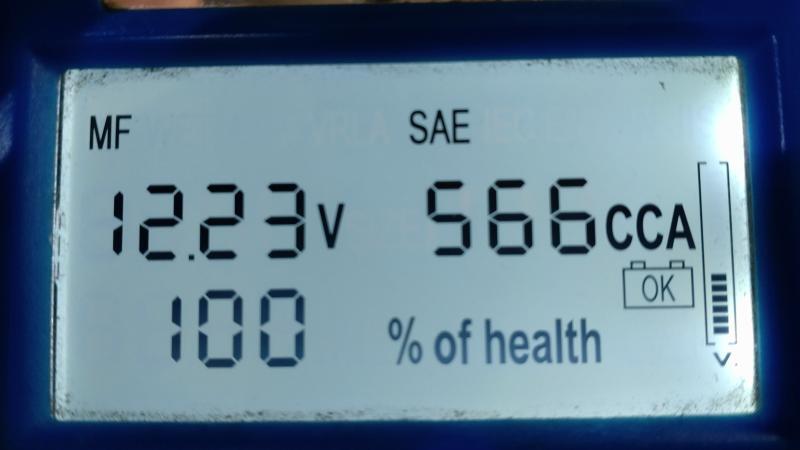 MF SAE
12.23 V 566 CCA
OK
100 % of health